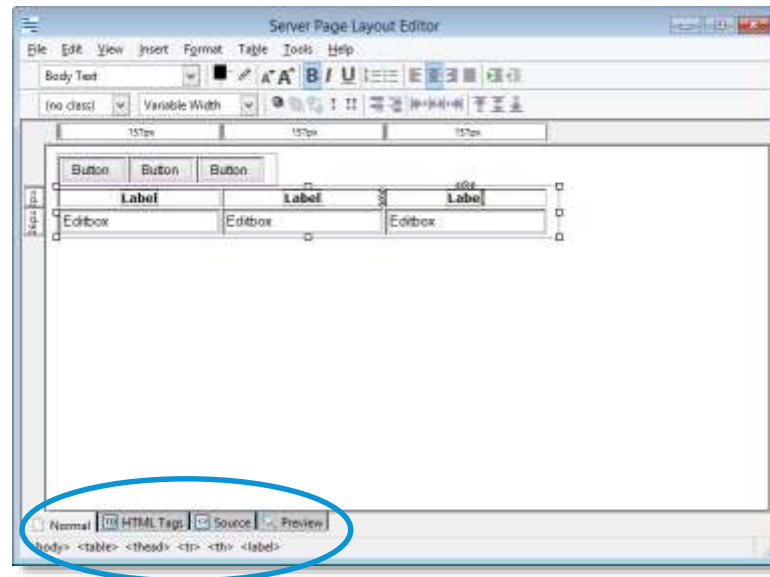 Server Page Layout Editor
File Edit View Insert Format Table Tools Help
Body Text B I U
(no class) Variable Width
157px 157px 157px
Button Button Button
Label Label Label
Editbox Editbox Editbox
Normal HTML Tags Source Preview
<body> <table> <thead> <tr> <th> <label>